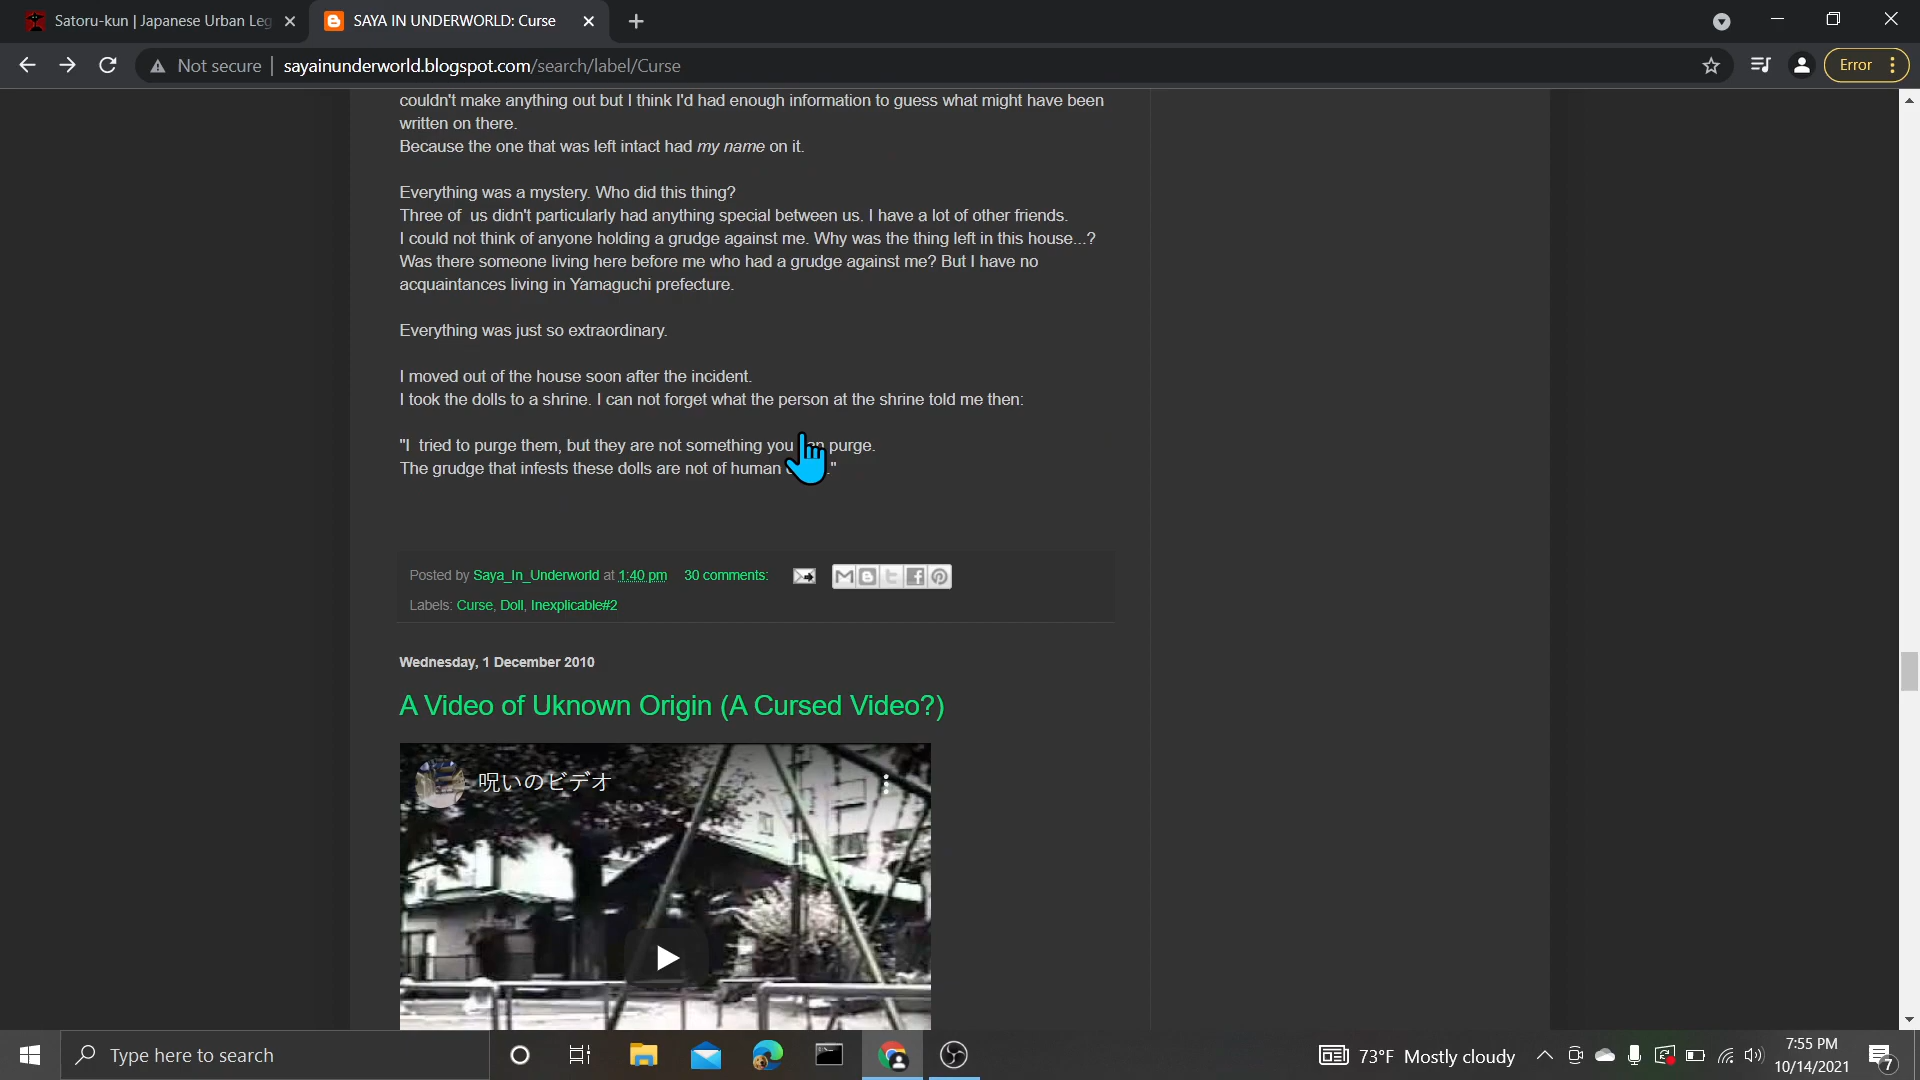 Satoru-kun | Japanese Urban Leg
SAYA IN UNDERWORLD: Curse
Not secure
sayainunderworld.blogspot.com/search/label/Curse
Error
couldn't make anything out but I think I'd had enough information to guess what might have been
written on there.
Because the one that was left intact had my name on it.
Everything was a mystery. Who did this thing?
Three of us didn't particularly had anything special between us. I have a lot of other friends.
I could not think of anyone holding a grudge against me. Why was the thing left in this house...?
Was there someone living here before me who had a grudge against me? But I have no
acquaintances living in Yamaguchi prefecture.
Everything was just so extraordinary.
I moved out of the house soon after the incident.
I took the dolls to a shrine. I can not forget what the person at the shrine told me then:
"I tried to purge them, but they are not something you purge.
The grudge that infests these dolls are not of human ."
Posted by Saya_In_Underworld at 1:40 pm 30 comments:
Labels: Curse, Doll, Inexplicable#2
Wednesday, 1 December 2010
A Video of Uknown Origin (A Cursed Video?)
呪いのビデオ
Type here to search
73°F Mostly cloudy
7:55 PM
10/14/2021
7